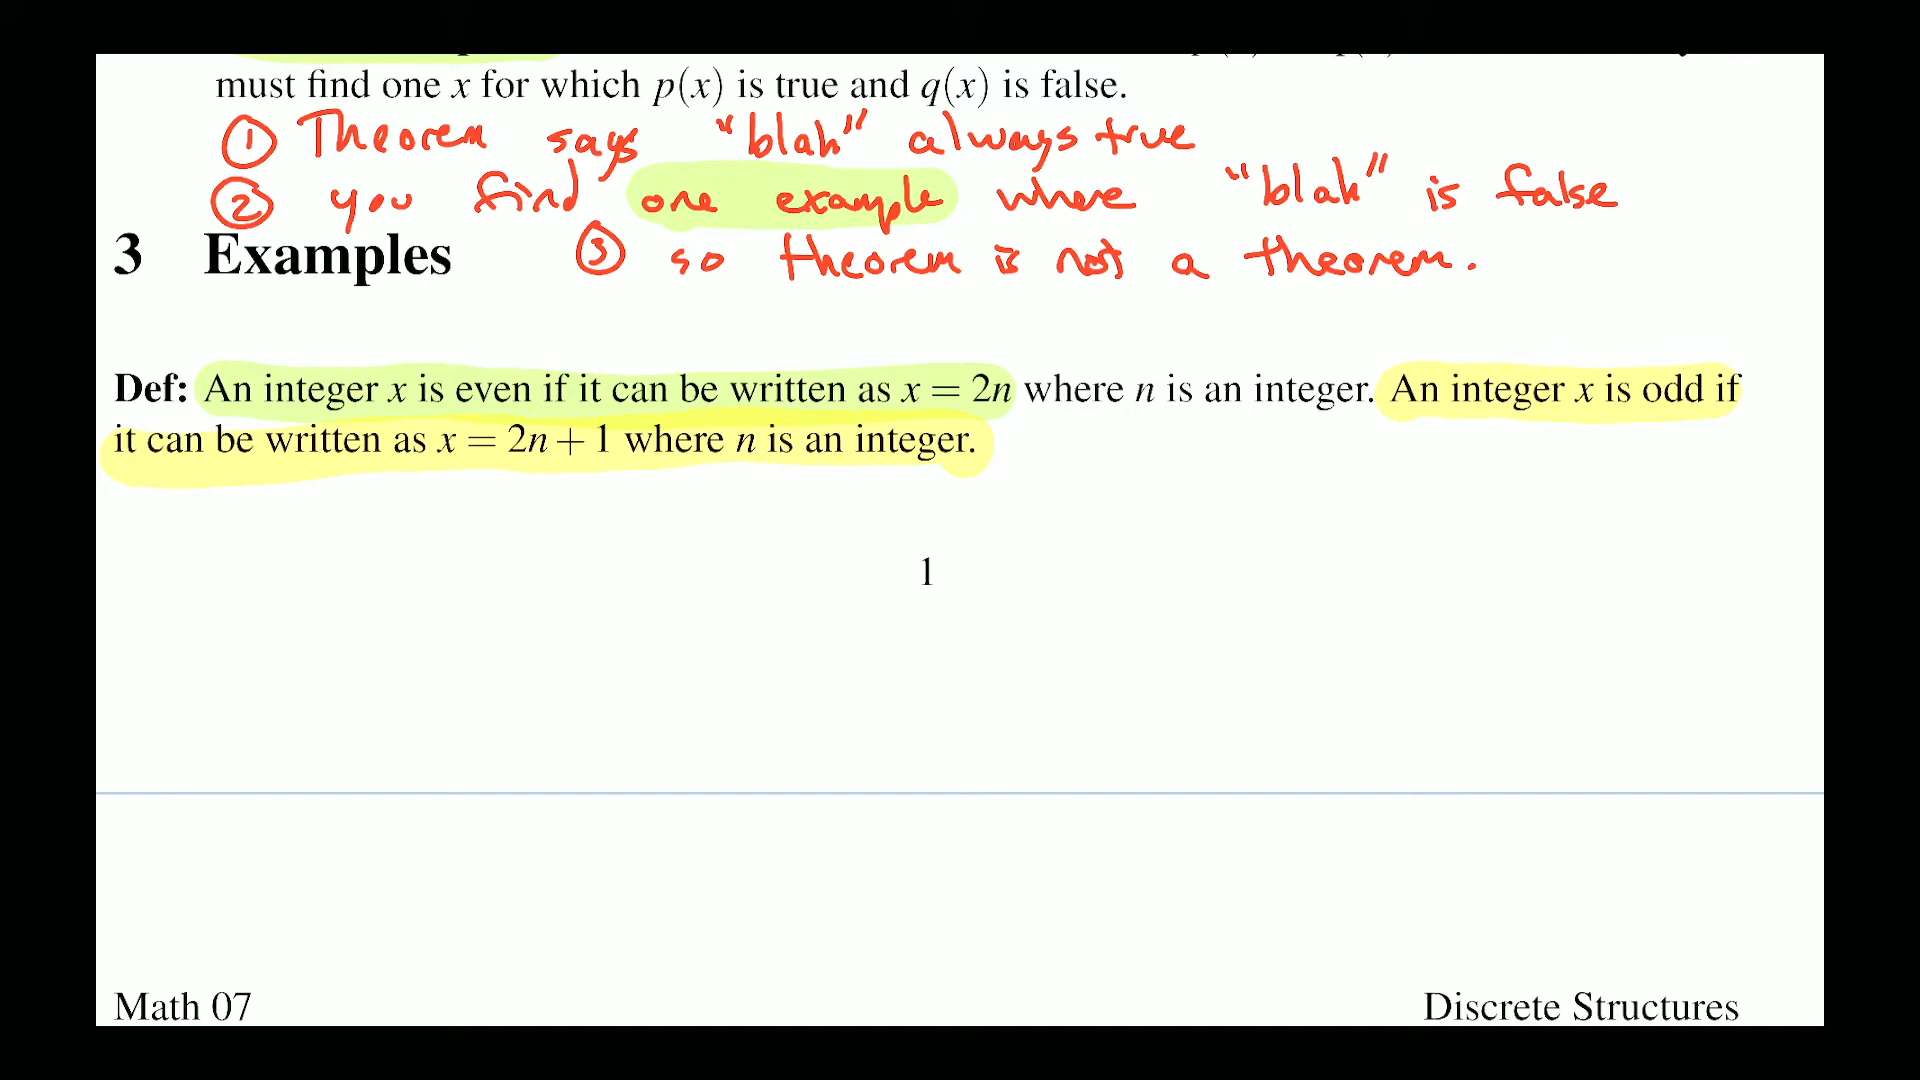 must find one x for which p(x) is true and q(x) is false.
① Theorem says "blah" always true
② you find one example where "blah" is false
3 Examples ③ so theorem is not a theorem.
Def: An integer x is even if it can be written as x = 2n where n is an integer. An integer x is odd if
it can be written as x = 2n + 1 where n is an integer.
1
Math 07 Discrete Structures